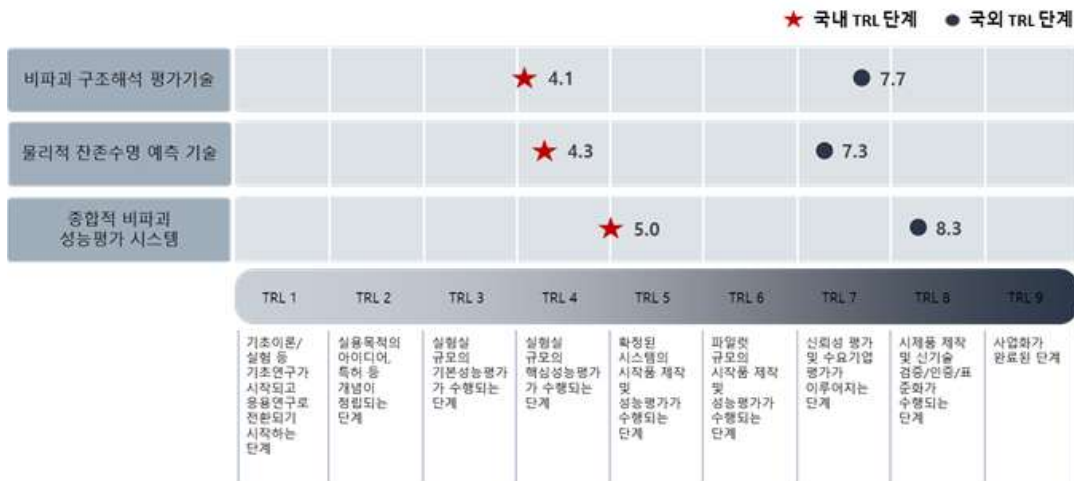 ★ 국내 TRL 단계 ● 국외 TRL 단계
비파괴 구조해석 평가기술
★ 4.1
● 7.7
물리적 잔존수명 예측 기술
★ 4.3
● 7.3
종합적 비파괴
성능평가 시스템
★ 5.0
● 8.3
TRL 1
TRL 2
TRL 3
TRL 4
TRL 5
TRL 6
TRL 7
TRL 8
TRL 9
기초이론/
실험 등
기초연구가
시작되고
응용연구로
전환되기
시작하는
단계
실용목적의
아이디어,
특허 등
개념이
정립되는
단계
실험실
규모의
기본성능평가
가 수행되는
단계
실험실
규모의
핵심성능평가
가 수행되는
단계
확정된
시스템의
시작품 제작
및
성능평가가
수행되는
단계
파일럿
규모의
시작품 제작
및
성능평가가
수행되는
단계
신뢰성 평가
및 수요기업
평가가
이루어지는
단계
시제품 제작
및 신기술
검증/인증/표
준화가
수행되는
단계
사업화가
완료된 단계